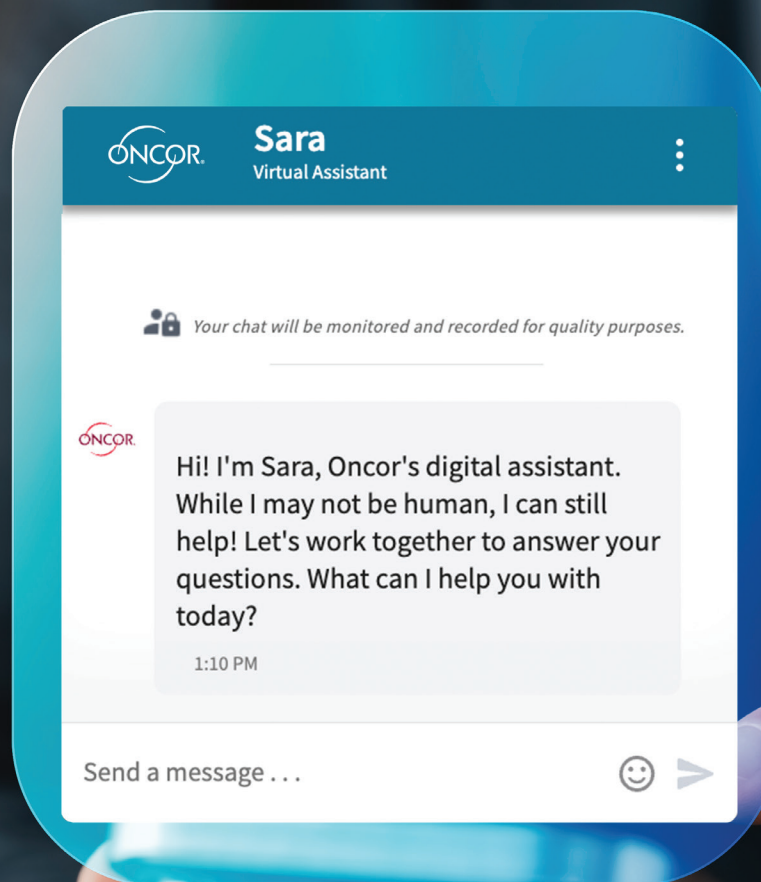 ONCOR.
Sara
Virtual Assistant
Your chat will be monitored and recorded for quality purposes.
ONCOR.
Hi! I'm Sara, Oncor's digital assistant.
While I may not be human, I can still
help! Let's work together to answer your
questions. What can I help you with
today?
1:10 PM
Send a message . . .